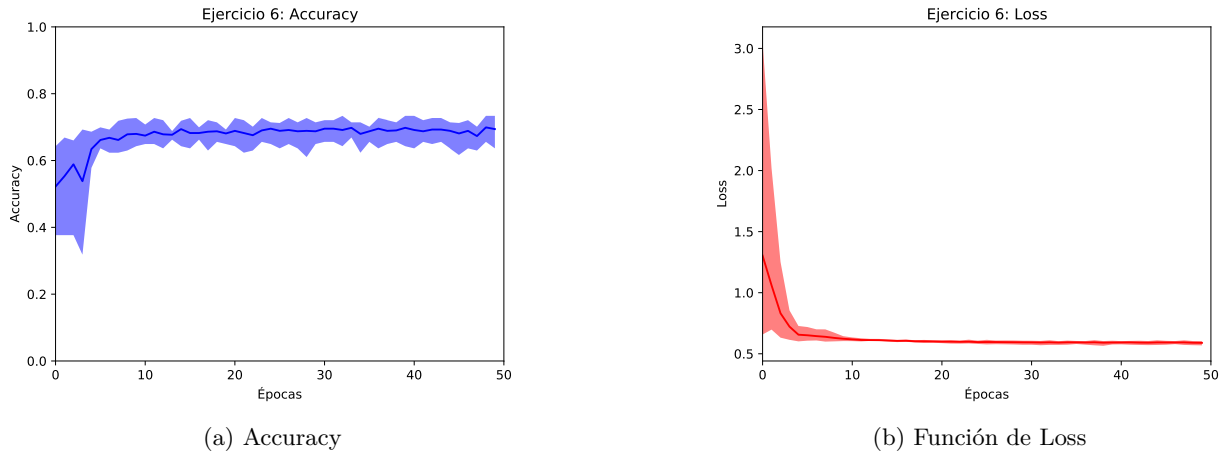 Ejercicio 6: Accuracy
1.0
0.8
0.6
0.4
0.2
0.0
Accuracy
0 10 20 30 40 50
Épocas
(a) Accuracy
Ejercicio 6: Loss
3.0
2.5
2.0
1.5
1.0
0.5
Loss
0 10 20 30 40 50
Épocas
(b) Función de Loss